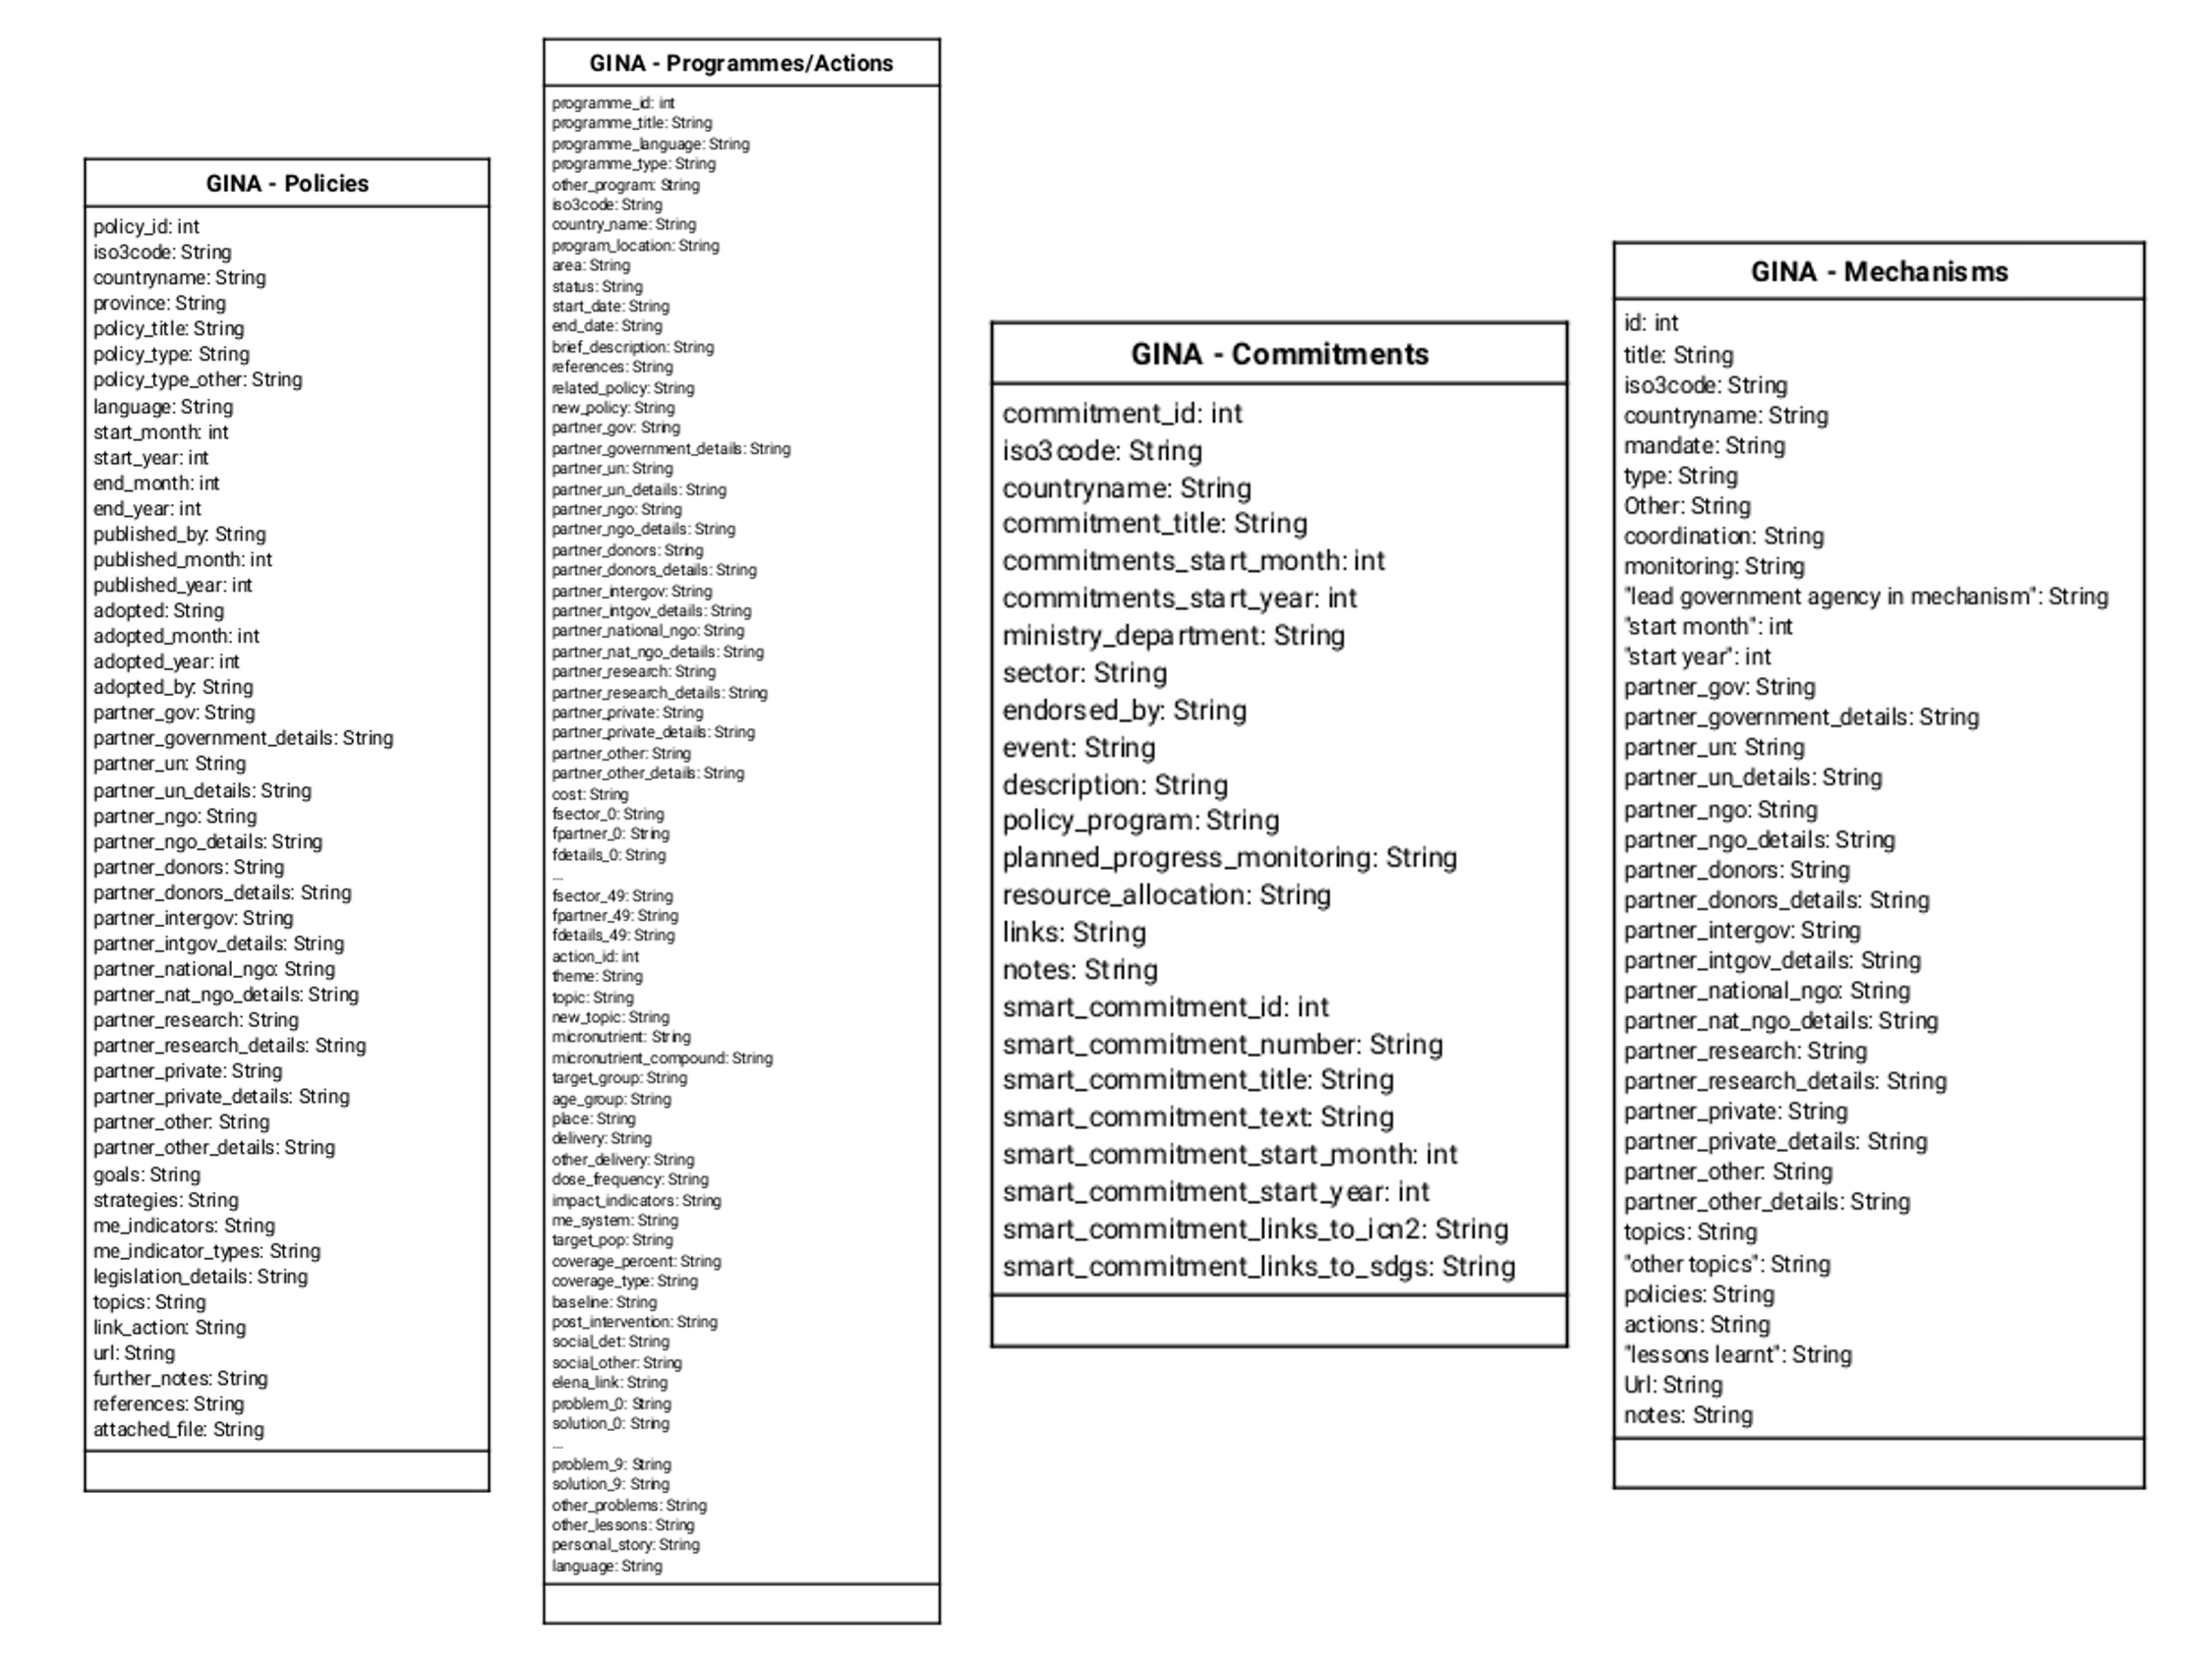 GINA - Policies
policy_id: int
iso3code: String
countryname: String
province: String
policy_title: String
policy_type: String
policy_type_other: String
language: String
start_month: int
start_year: int
end_month: int
end_year: int
published_by: String
published_month: int
published_year: int
adopted: String
adopted_month: int
adopted_year: int
adopted_by: String
partner_gov: String
partner_government_details: String
partner_un: String
partner_un_details: String
partner_ngo: String
partner_ngo_details: String
partner_donors: String
partner_donors_details: String
partner_intergov: String
partner_intgov_details: String
partner_national_ngo: String
partner_nat_ngo_details: String
partner_research: String
partner_research_details: String
partner_private: String
partner_private_details: String
partner_other: String
partner_other_details: String
goals: String
strategies: String
me_indicators: String
me_indicator_types: String
legislation_details: String
topics: String
link_action: String
url: String
further_notes: String
references: String
attached_file: String
GINA - Programmes/Actions
programme_id: int
programme_title: String
programme_language: String
programme_type: String
other_program: String
iso3code: String
country_name: String
program_location: String
area: String
status: String
start_date: String
end_date: String
brief_description: String
references: String
related_policy: String
new_policy: String
partner_gov: String
partner_government_details: String
partner_un: String
partner_un_details: String
partner_ngo: String
partner_ngo_details: String
partner_donors: String
partner_donors_details: String
partner_intergov: String
partner_intgov_details: String
partner_national_ngo: String
partner_nat_ngo_details: String
partner_research: String
partner_research_details: String
partner_private: String
partner_private_details: String
partner_other: String
partner_other_details: String
cost: String
fsector_0: String
fpartner_0: String
fdetails_0: String
...
fsector_49: String
fpartner_49: String
fdetails_49: String
action_id: int
theme: String
topic: String
new_topic: String
micronutrient: String
micronutrient_compound: String
target_group: String
age_group: String
place: String
delivery: String
other_delivery: String
dose_frequency: String
impact_indicators: String
me_system: String
target_pop: String
coverage_percent: String
coverage_type: String
baseline: String
post_intervention: String
social_det: String
social_other: String
elena_link: String
problem_0: String
solution_0: String
...
problem_9: String
solution_9: String
other_problems: String
other_lessons: String
personal_story: String
language: String
GINA - Commitments
commitment_id: int
iso3code: String
countryname: String
commitment_title: String
commitments_start_month: int
commitments_start_year: int
ministry_department: String
sector: String
endorsed_by: String
event: String
description: String
policy_program: String
planned_progress_monitoring: String
resource_allocation: String
links: String
notes: String
smart_commitment_id: int
smart_commitment_number: String
smart_commitment_title: String
smart_commitment_text: String
smart_commitment_start_month: int
smart_commitment_start_year: int
smart_commitment_links_to_icn2: String
smart_commitment_links_to_sdgs: String
GINA - Mechanisms
id: int
title: String
iso3code: String
countryname: String
mandate: String
type: String
Other: String
coordination: String
monitoring: String
"lead government agency in mechanism": String
"start month": int
"start year": int
partner_gov: String
partner_government_details: String
partner_un: String
partner_un_details: String
partner_ngo: String
partner_ngo_details: String
partner_donors: String
partner_donors_details: String
partner_intergov: String
partner_intgov_details: String
partner_national_ngo: String
partner_nat_ngo_details: String
partner_research: String
partner_research_details: String
partner_private: String
partner_private_details: String
partner_other: String
partner_other_details: String
topics: String
"other topics": String
policies: String
actions: String
"lessons learnt": String
Url: String
notes: String